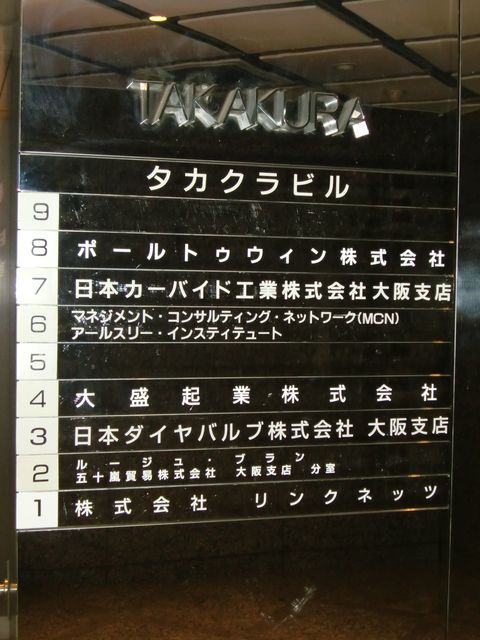 TAKAKURA
タカクラビル
9
8 ポールトゥウィン株式会社
7 日本カーバイド工業株式会社大阪支店
6 マネジメント・コンサルティング・ネットワーク(MCN)
アールスリー・インスティテュート
5
4 大盛起業株式会社
3 日本ダイヤバルブ株式会社 大阪支店
2 ルージュ・ブラン
五十嵐貿易株式会社 大阪支店 分室
1 株式会社 リンクネッツ